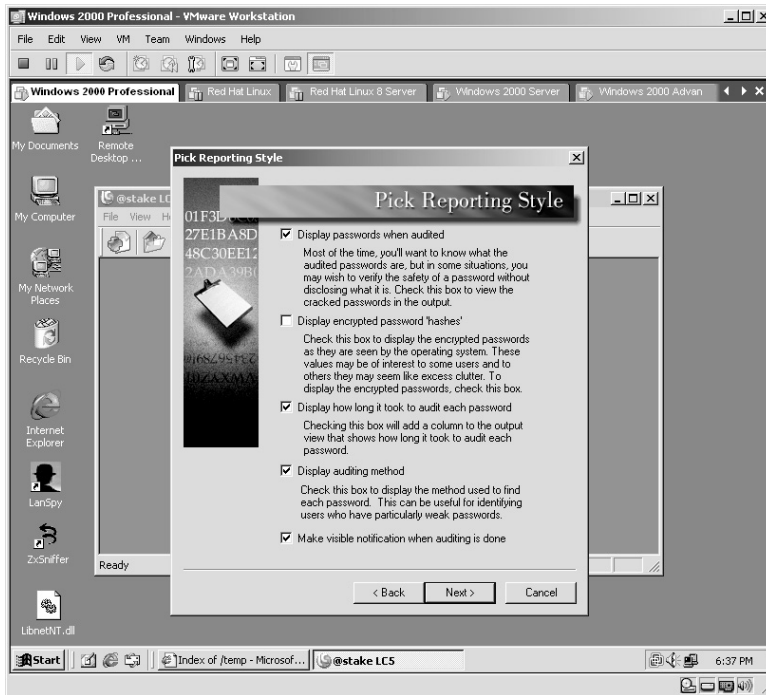 Windows 2000 Professional - VMware Workstation
File Edit View VM Team Windows Help
Windows 2000 Professional
Red Hat Linux
Red Hat Linux 8 Server
Windows 2000 Server
Windows 2000 Advan
My Documents
Remote Desktop ...
My Computer
My Network Places
Recycle Bin
Internet Explorer
LanSpy
ZxSniffer
LibnetNT.dll
@stake LC
File View H
Ready
Pick Reporting Style
Pick Reporting Style
01F3D
27E1BA8D
48C30EE12
2ADA39B
Display passwords when audited
Most of the time, you'll want to know what the
audited passwords are, but in some situations, you
may wish to verify the safety of a password without
disclosing what it is. Check this box to view the
cracked passwords in the output.
Display encrypted password 'hashes'
Check this box to display the encrypted passwords
as they are seen by the operating system. These
values may be of interest to some users and to
others they may seem like excess clutter. To
display the encrypted passwords, check this box.
Display how long it took to audit each password
Checking this box will add a column to the output
view that shows how long it took to audit each
password.
Display auditing method
Check this box to display the method used to find
each password. This can be useful for identifying
users who have particularly weak passwords.
Make visible notification when auditing is done
< Back
Next >
Cancel
Start
Index of /temp - Microsof...
@stake LC5
6:37 PM